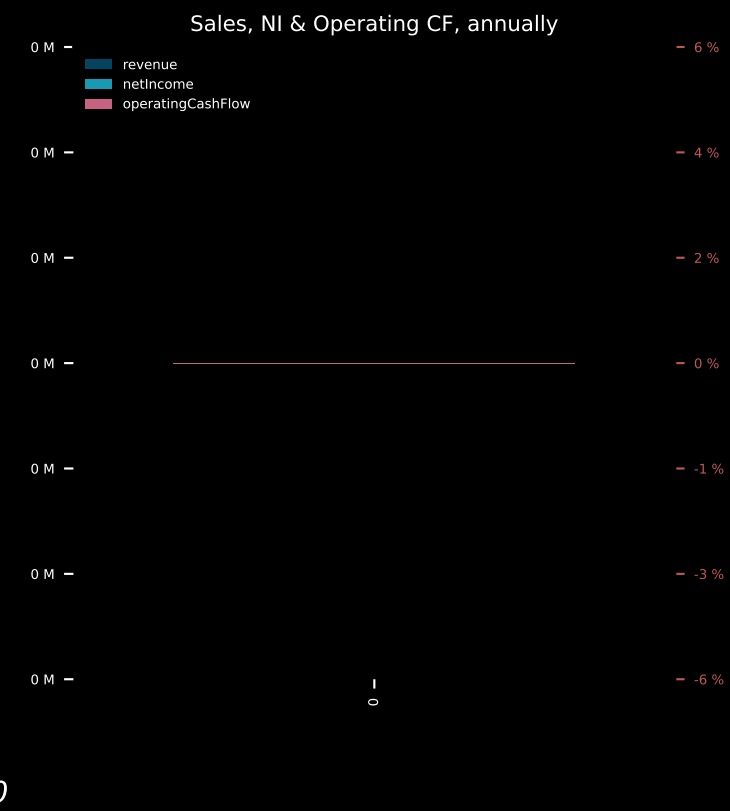 Sales, NI & Operating CF, annually
0 M
6 %
revenue
netIncome
operatingCashFlow
0 M
4 %
0 M
2 %
0 M
0 %
0 M
-1 %
0 M
-3 %
0 M
-6 %
0